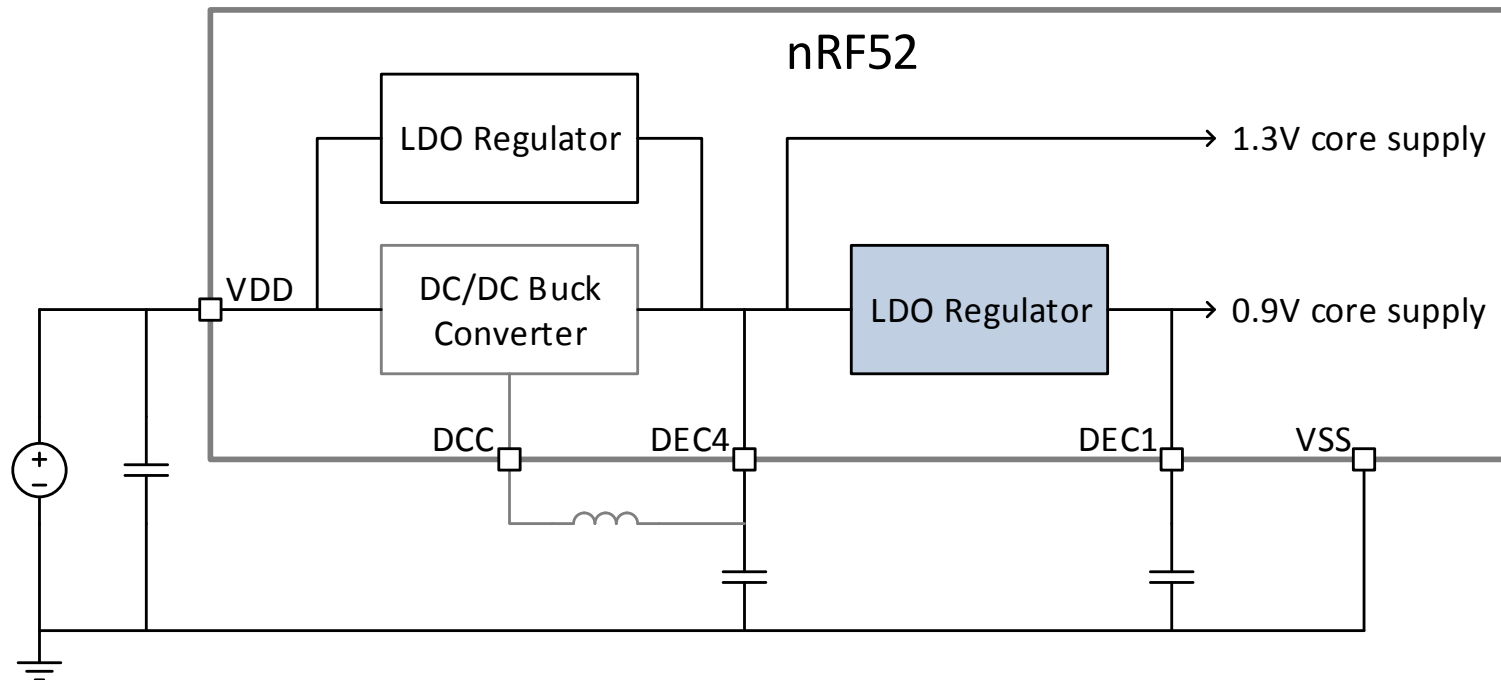 nRF52
LDO Regulator
1.3V core supply
VDD
DC/DC Buck
Converter
LDO Regulator
0.9V core supply
DCC
DEC4
DEC1
VSS
+
−